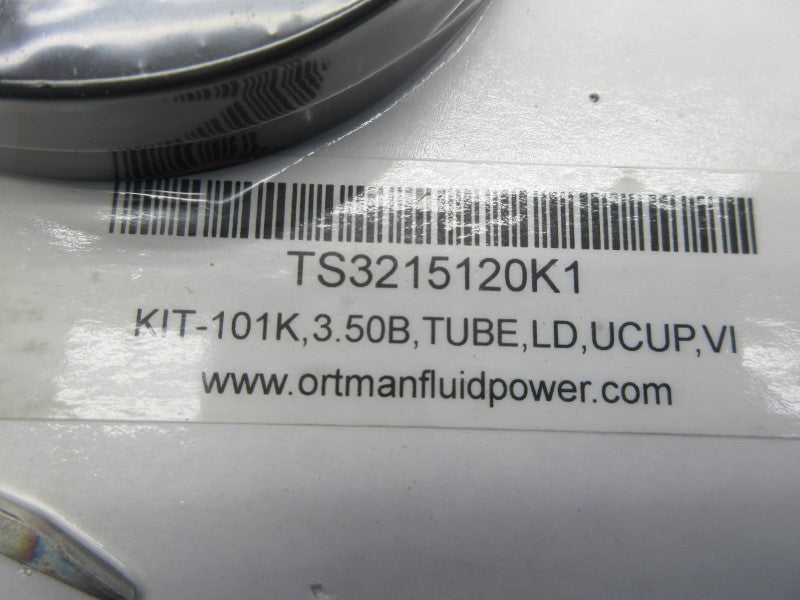 TS3215120K1
KIT-101K,3.50B,TUBE,LD,UCUP,VI
www.ortmanfluidpower.com